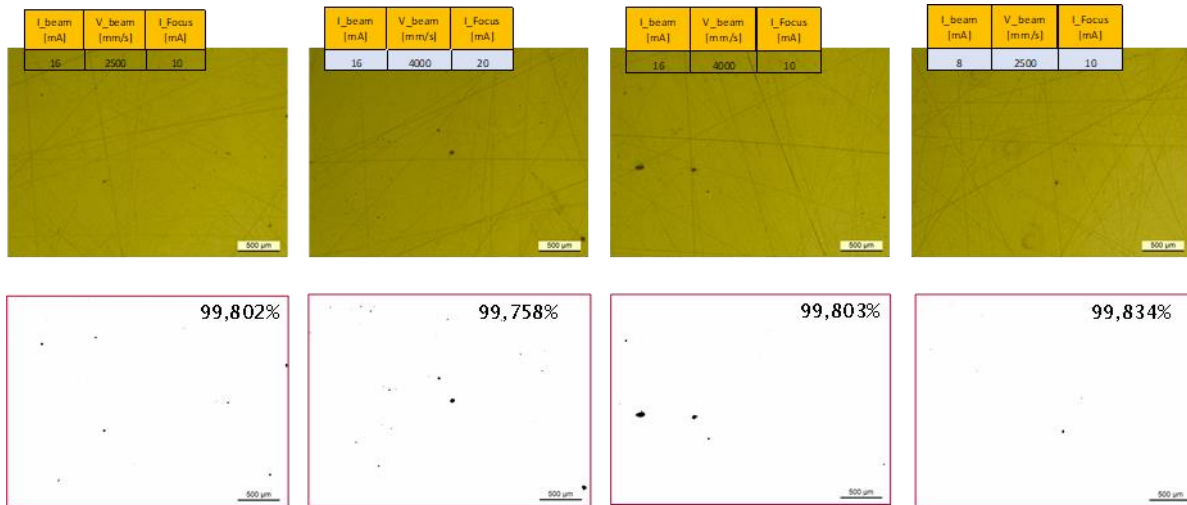 I_beam [mA] V_beam [mm/s] I_Focus [mA]
16 2500 10
I_beam [mA] V_beam [mm/s] I_Focus [mA]
16 4000 20
I_beam [mA] V_beam [mm/s] I_Focus [mA]
16 4000 10
I_beam [mA] V_beam [mm/s] I_Focus [mA]
8 2500 10
500 µm
500 µm
500 µm
500 µm
99,802%
99,758%
99,803%
99,834%
500 µm
500 µm
500 µm
500 µm